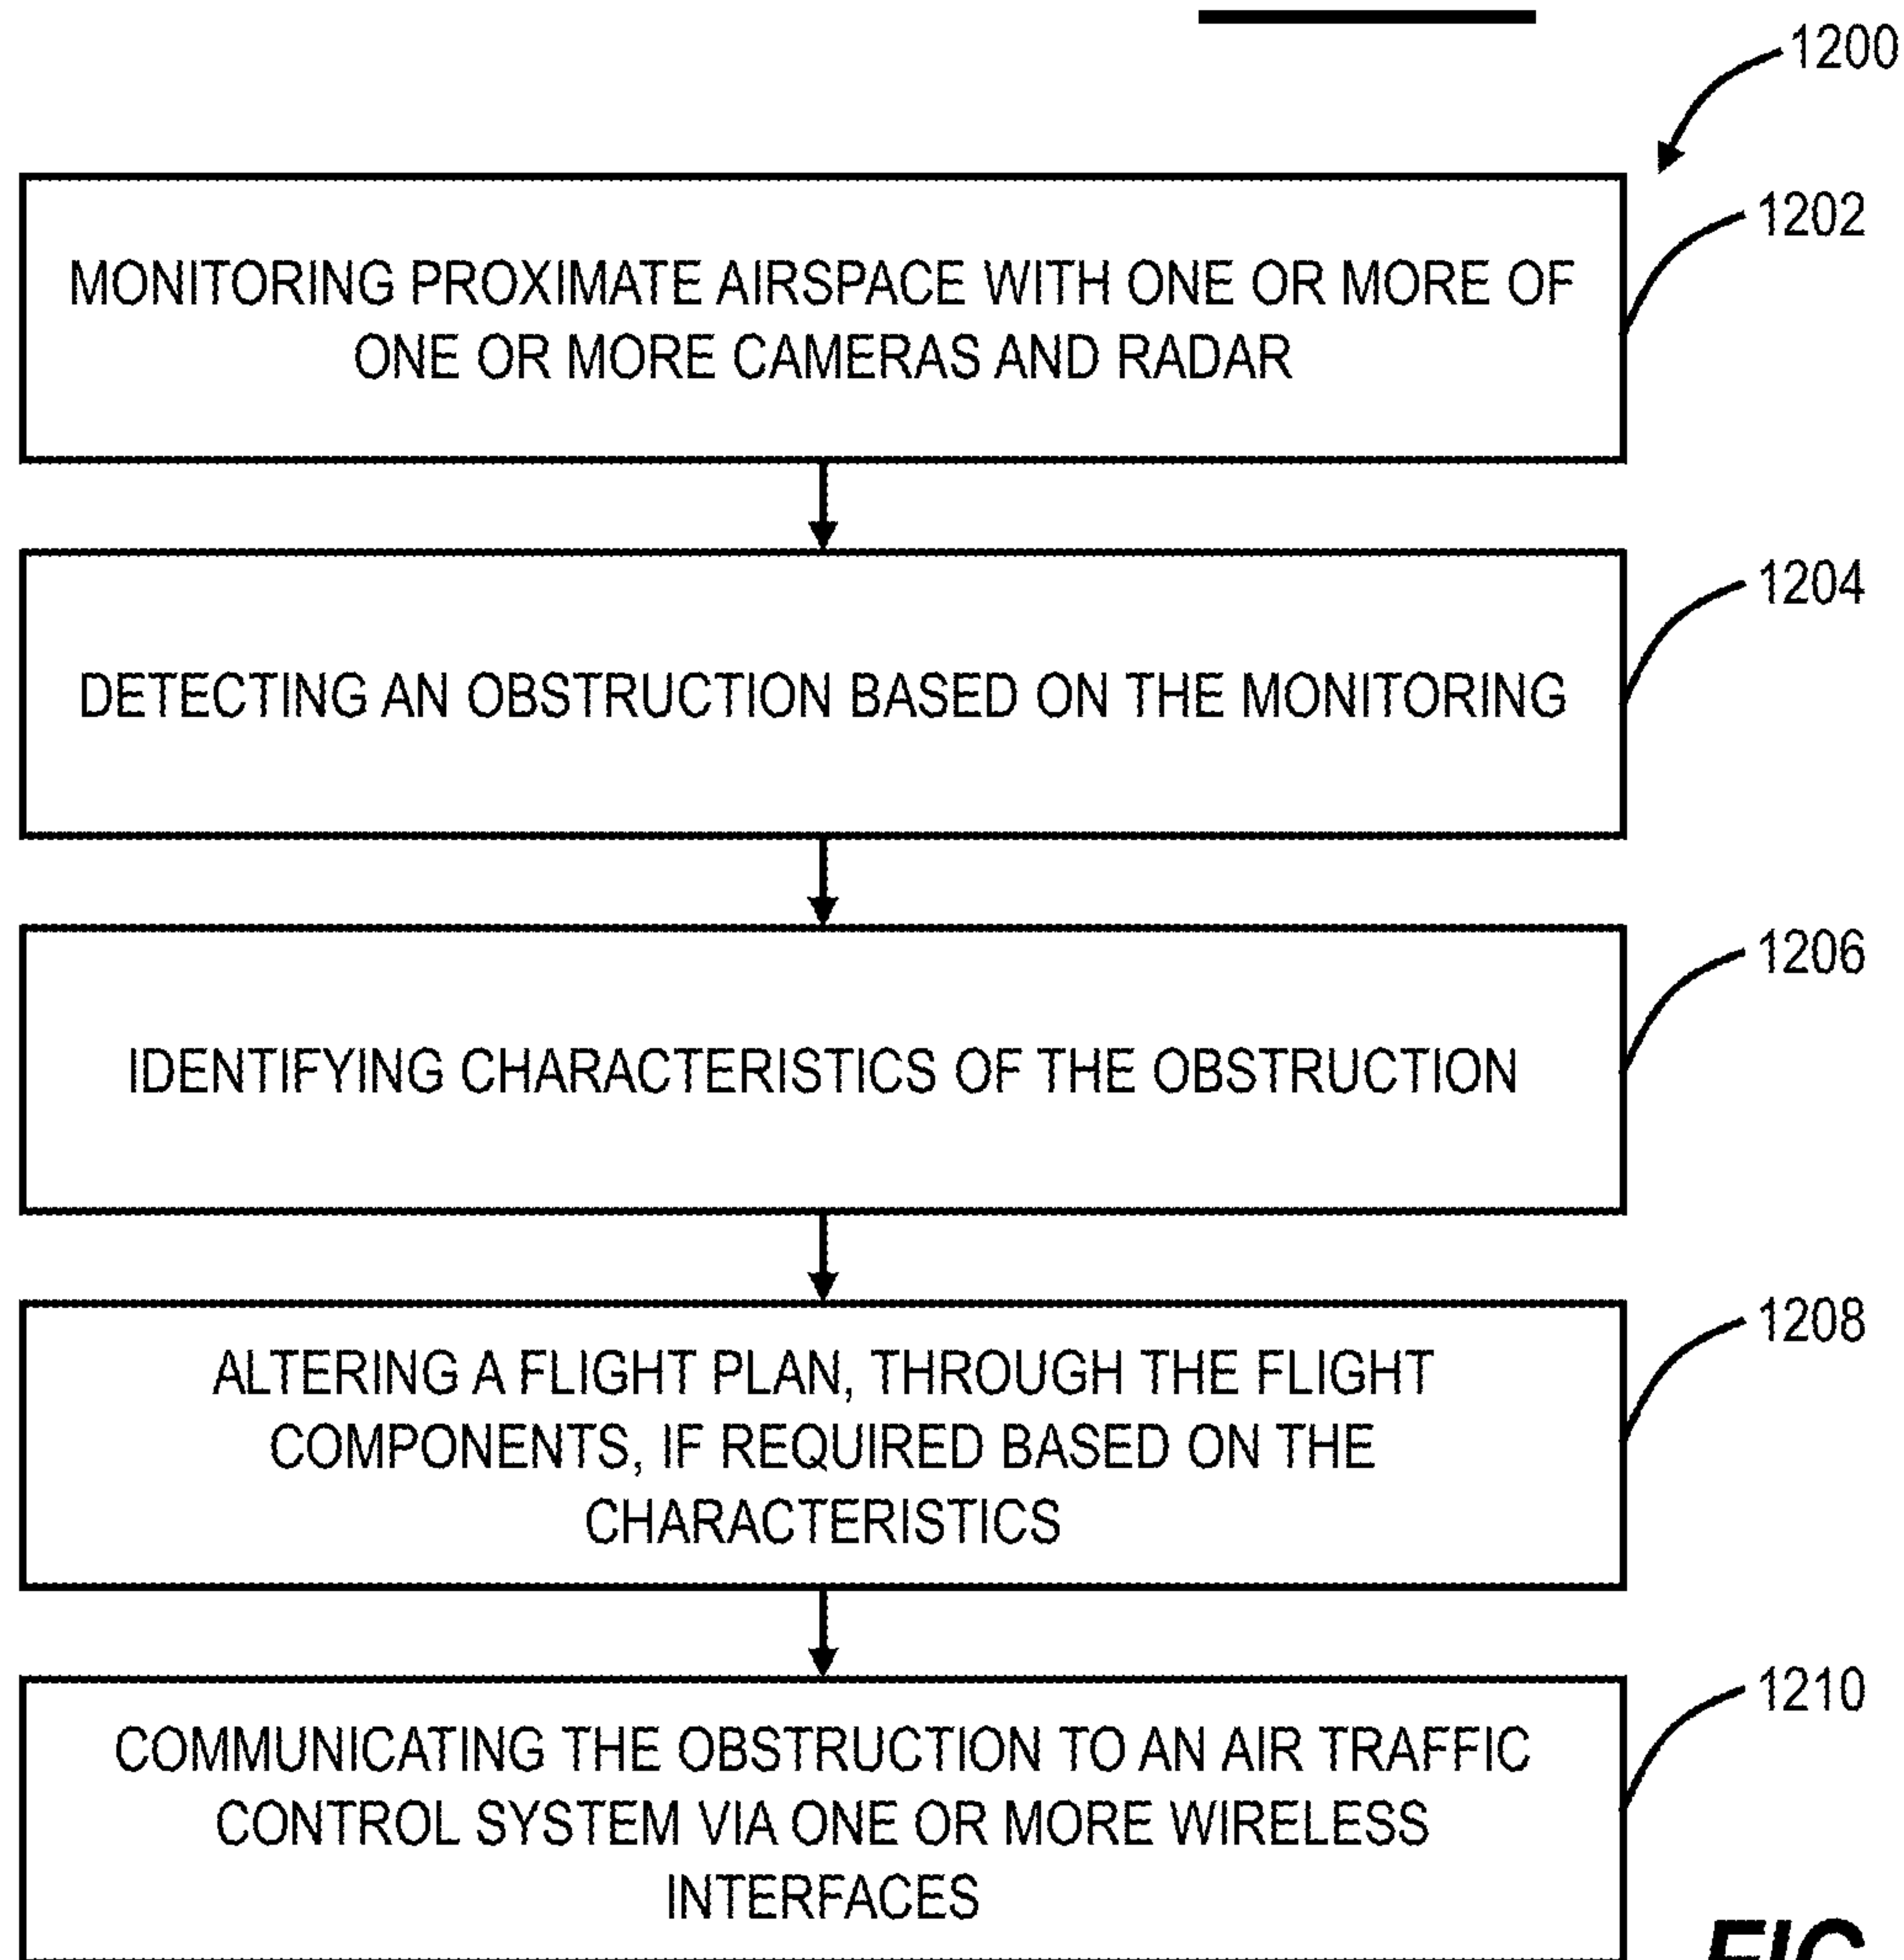 1200
1202
MONITORING PROXIMATE AIRSPACE WITH ONE OR MORE OF
ONE OR MORE CAMERAS AND RADAR
1204
DETECTING AN OBSTRUCTION BASED ON THE MONITORING
1206
IDENTIFYING CHARACTERISTICS OF THE OBSTRUCTION
1208
ALTERING A FLIGHT PLAN, THROUGH THE FLIGHT
COMPONENTS, IF REQUIRED BASED ON THE
CHARACTERISTICS
1210
COMMUNICATING THE OBSTRUCTION TO AN AIR TRAFFIC
CONTROL SYSTEM VIA ONE OR MORE WIRELESS
INTERFACES